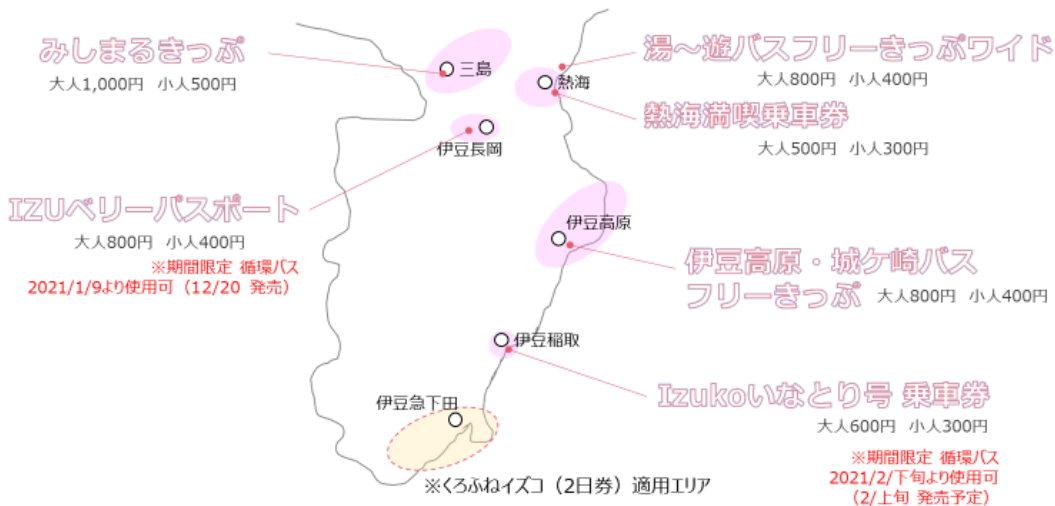 みしまるきっぷ
大人1,000円 小人500円
三島
湯～遊バスフリーきっぷワイド
大人800円 小人400円
熱海
熱海満喫乗車券
大人500円 小人300円
伊豆長岡
IZUベリーパスポート
大人800円 小人400円
※期間限定 循環バス
2021/1/9より使用可（12/20 発売）
伊豆高原
伊豆高原・城ケ崎バス
フリーきっぷ 大人800円 小人400円
伊豆稲取
Izukoいなとり号 乗車券
大人600円 小人300円
※期間限定 循環バス
2021/2/下旬より使用可
（2/上旬 発売予定）
伊豆急下田
※くろふねイズコ（2日券）適用エリア